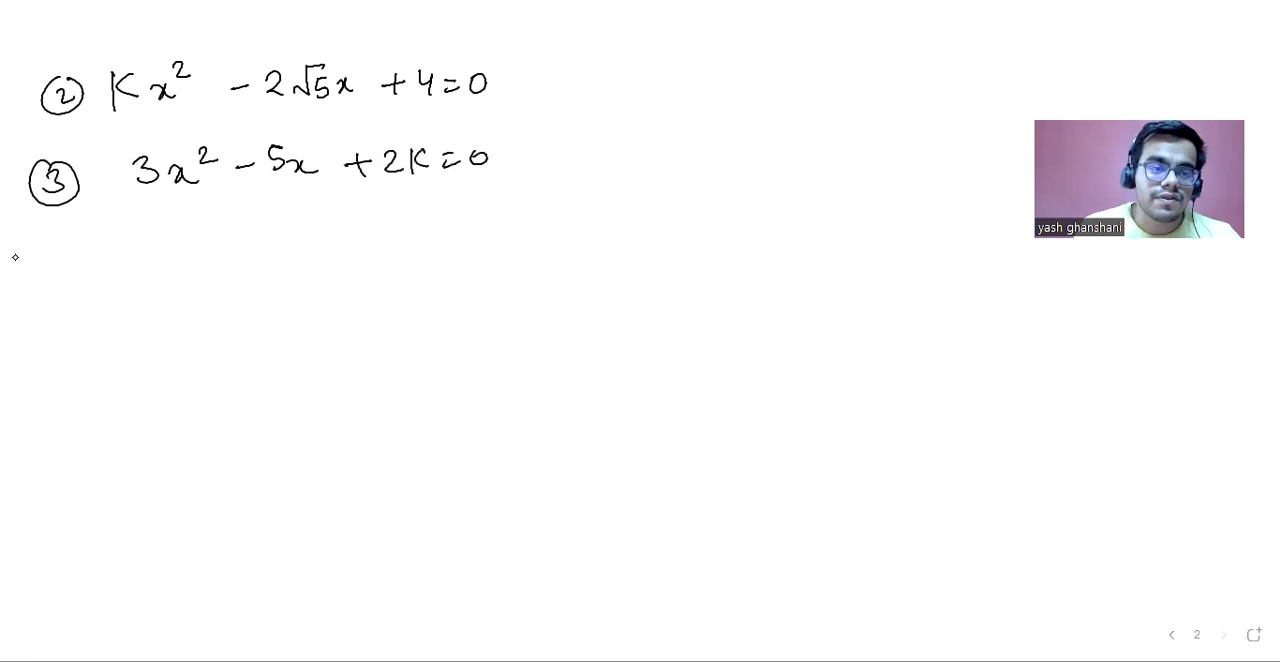 ② Kx² - 2√5x + 4 = 0
③ 3x² - 5x + 2K = 0
yash ghanshani
2